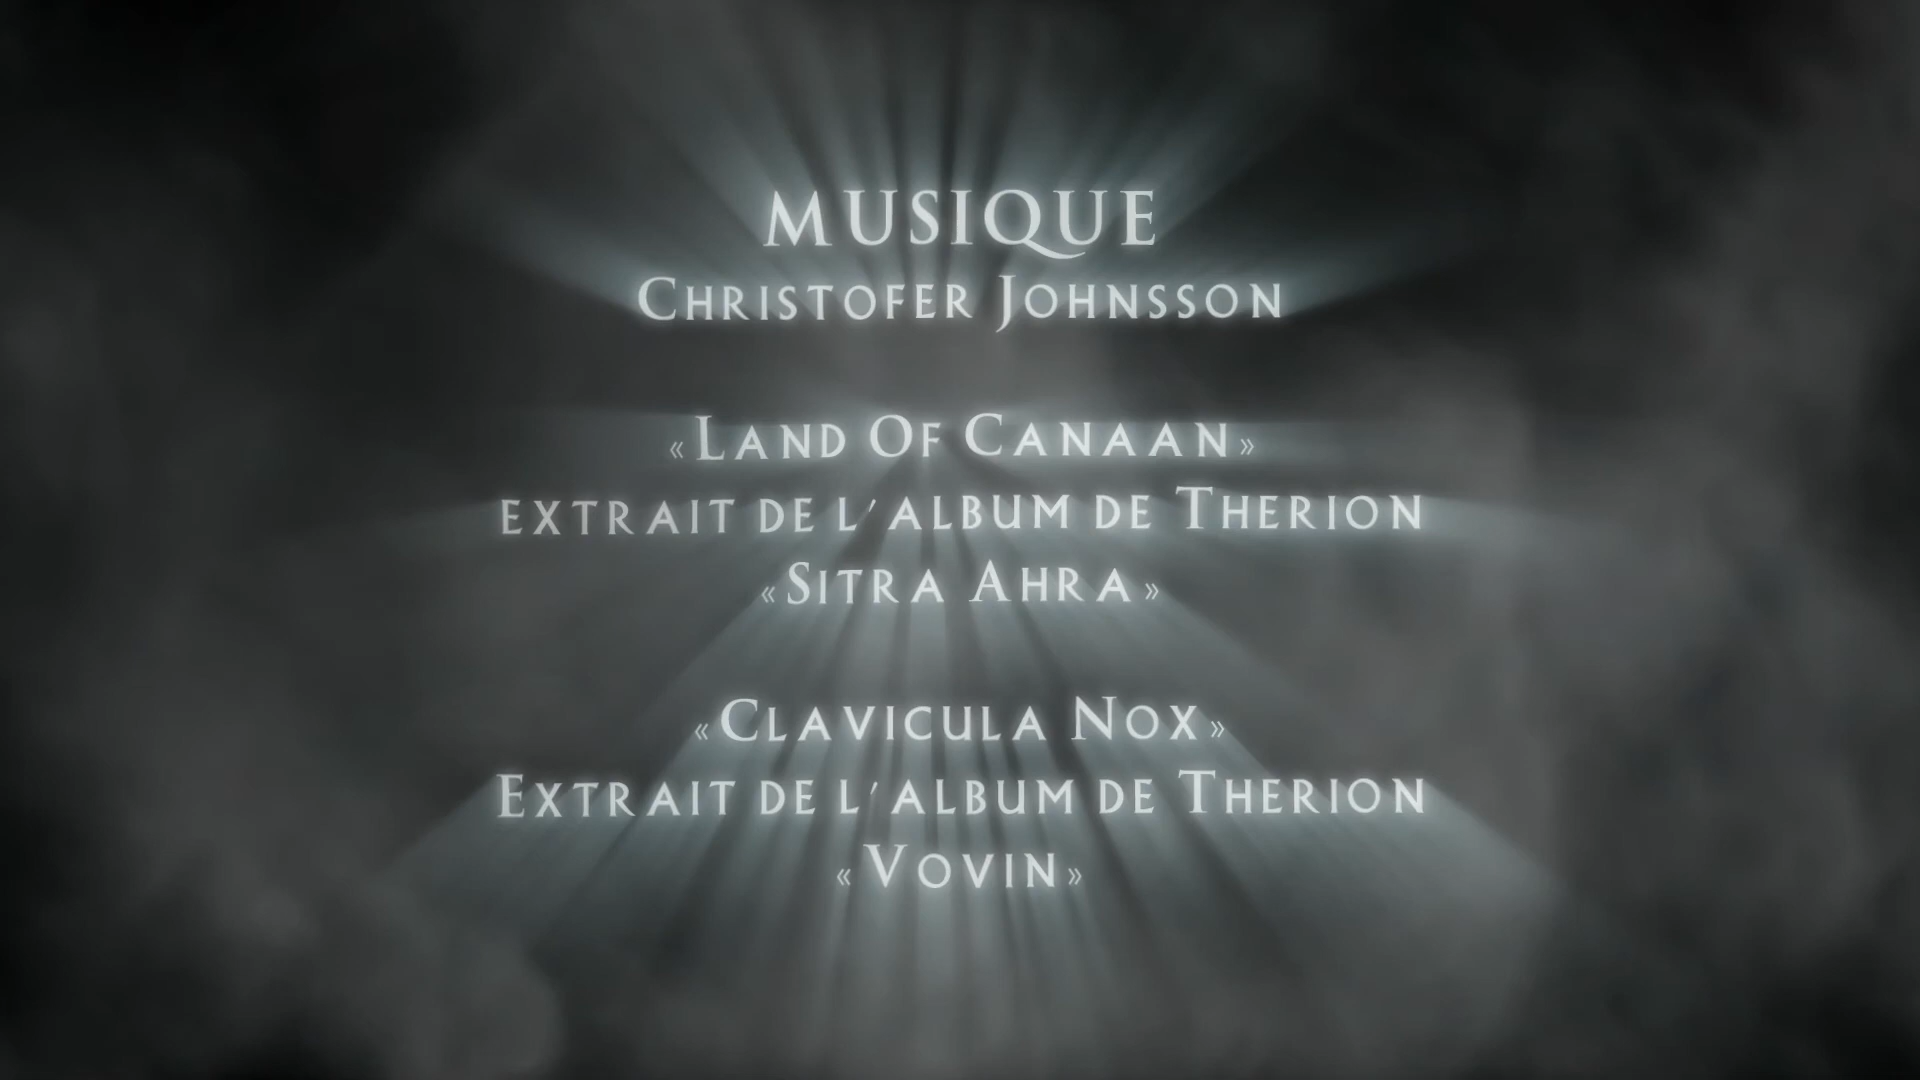 MUSIQUE
CHRISTOFER JOHNSSON
«LAND OF CANAAN»
EXTRAIT DE L'ALBUM DE THERION
«SITRA AHRA»
«CLAVICULA NOX»
EXTRAIT DE L'ALBUM DE THERION
«VOVIN»